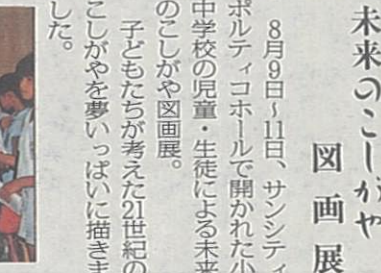 未来のこしがや
図画展
8月9日～11日、サンシティ
ポルティコホールで開かれた小
中学校の児童・生徒による未来
のこしがや図画展。
子どもたちが考えた21世紀の
こしがやを夢いっぱいに描きま
した。